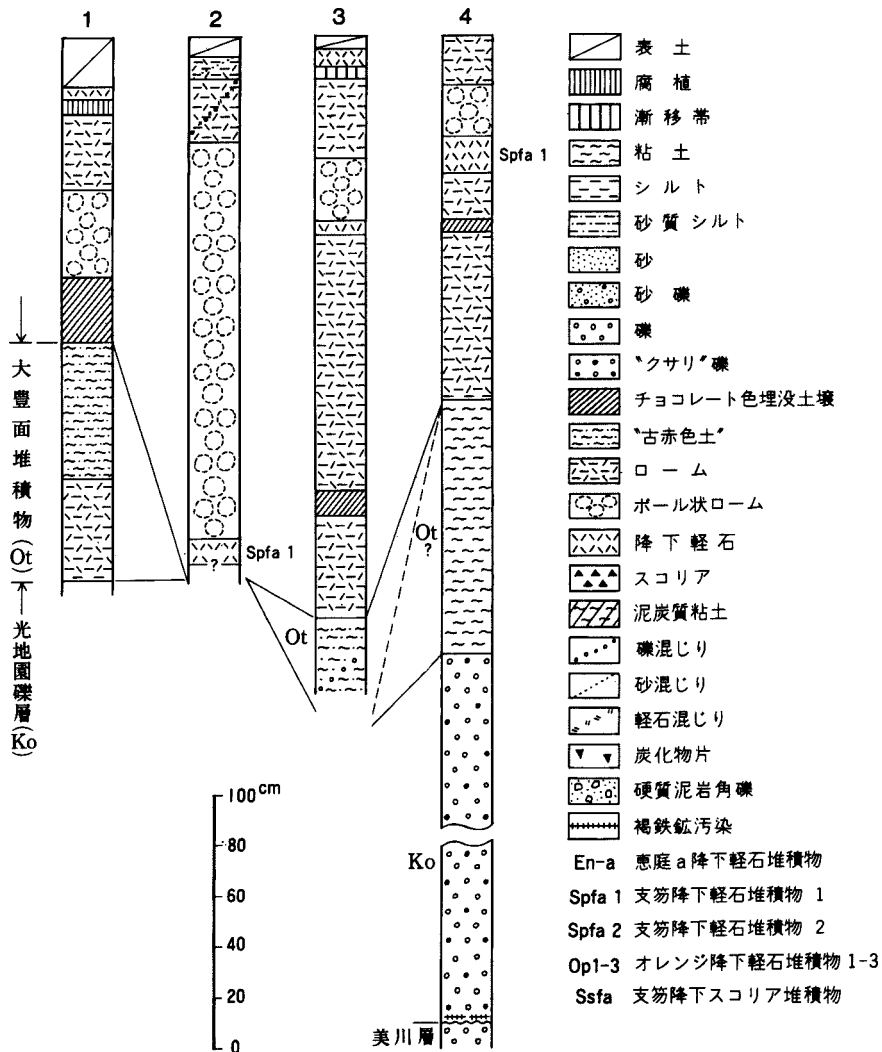 1
2
3
4
Spfa 1
Spfa 1
?
大豊面堆積物(Ot)
光地園礫層(Ko)
Ot
Ot
?
Ko
美川層
100cm
80
60
40
20
0
表土
腐植
漸移帯
粘土
シルト
砂質シルト
砂
砂礫
礫
"クサリ"礫
チョコレート色埋没土壌
"古赤色土"
ローム
ボール状ローム
降下軽石
スコリア
泥炭質粘土
礫混じり
砂混じり
軽石混じり
炭化物片
硬質泥岩角礫
褐鉄鉱汚染
En-a 恵庭a降下軽石堆積物
Spfa 1 支笏降下軽石堆積物 1
Spfa 2 支笏降下軽石堆積物 2
Op1-3 オレンジ降下軽石堆積物 1-3
Ssfa 支笏降下スコリア堆積物